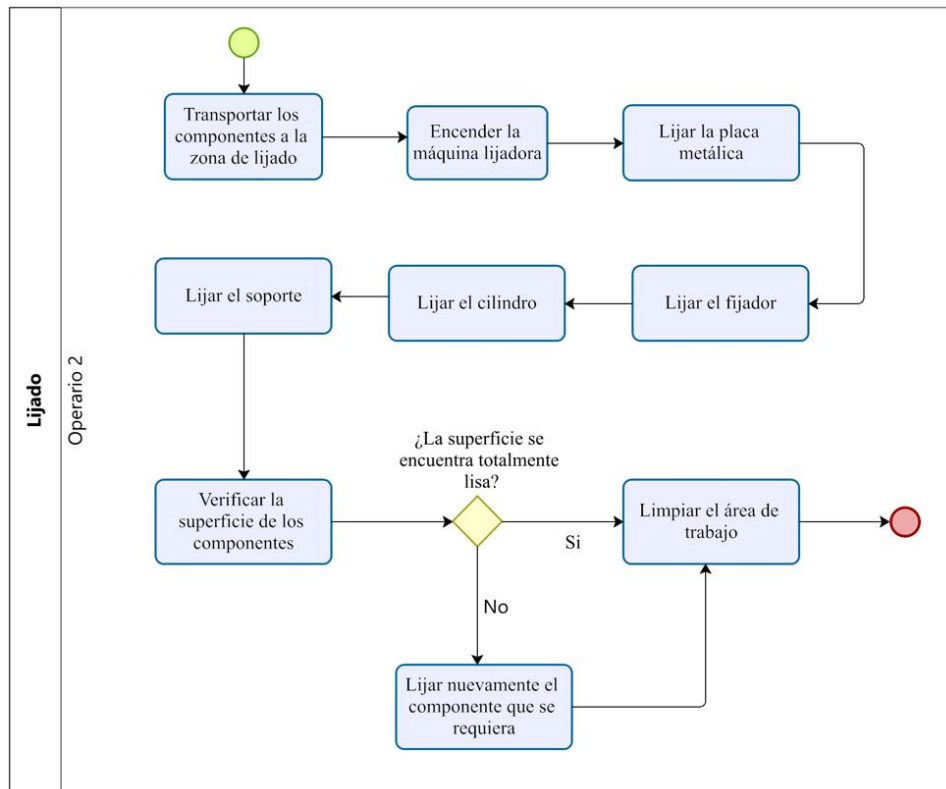 Lijado
Operario 2
Transportar los
componentes a la
zona de lijado
Encender la
máquina lijadora
Lijar la placa
metálica
Lijar el soporte
Lijar el cilindro
Lijar el fijador
¿La superficie se
encuentra totalmente
lisa?
Verificar la
superficie de los
componentes
Si
Limpiar el área de
trabajo
No
Lijar nuevamente el
componente que se
requiera